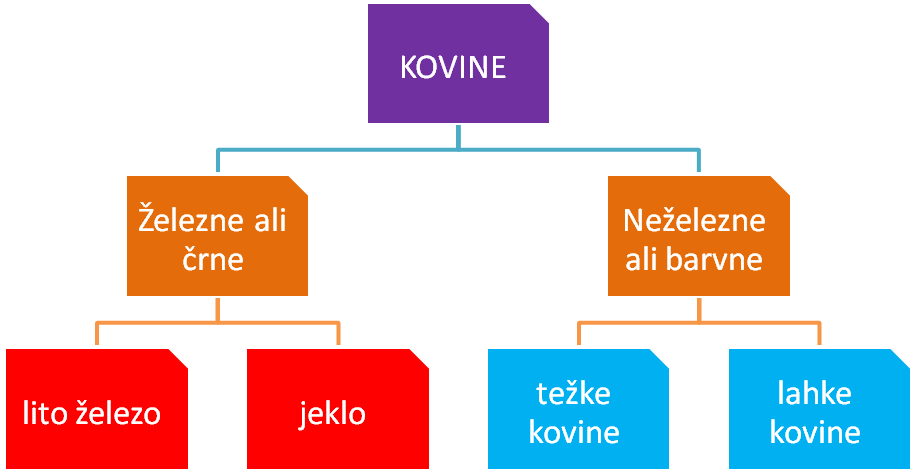 KOVINE
Železne ali
črne
Neželezne
ali barvne
lito železo
jeklo
težke
kovine
lahke
kovine